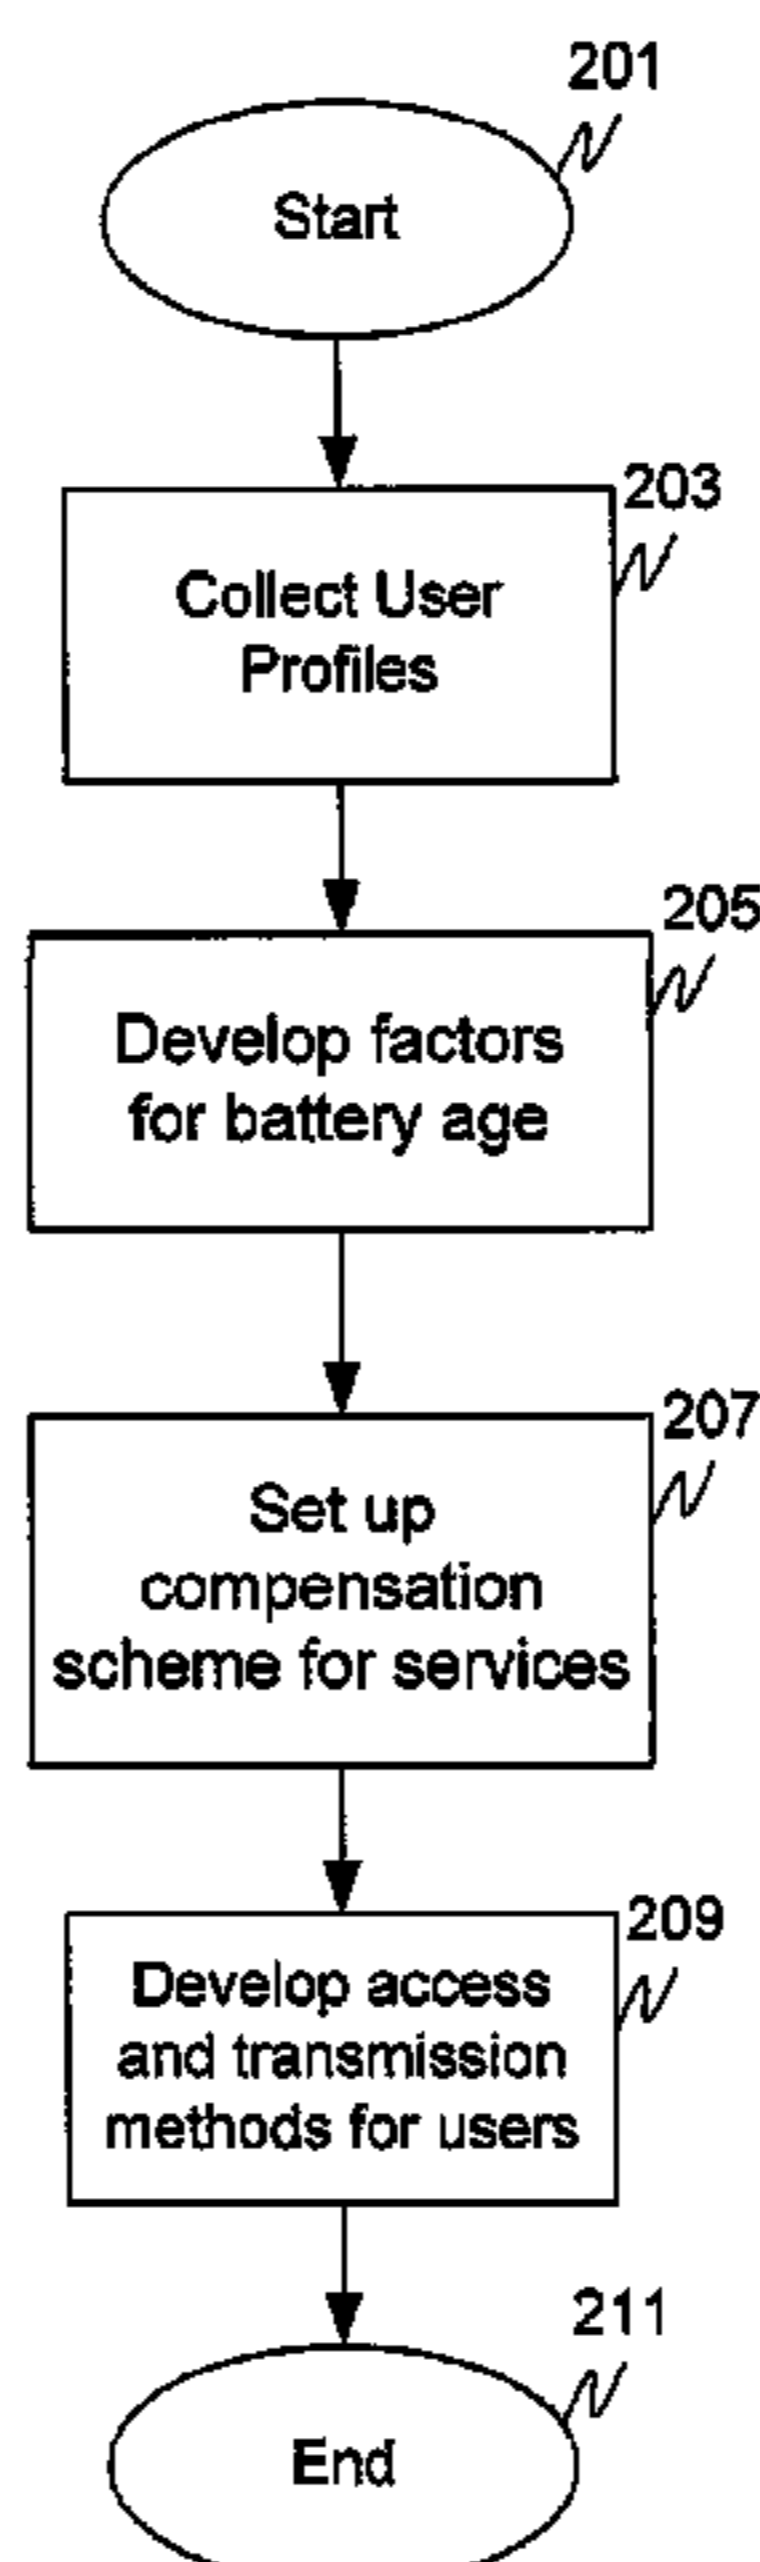 201
Start
203
Collect User
Profiles
205
Develop factors
for battery age
207
Set up
compensation
scheme for services
209
Develop access
and transmission
methods for users
211
End